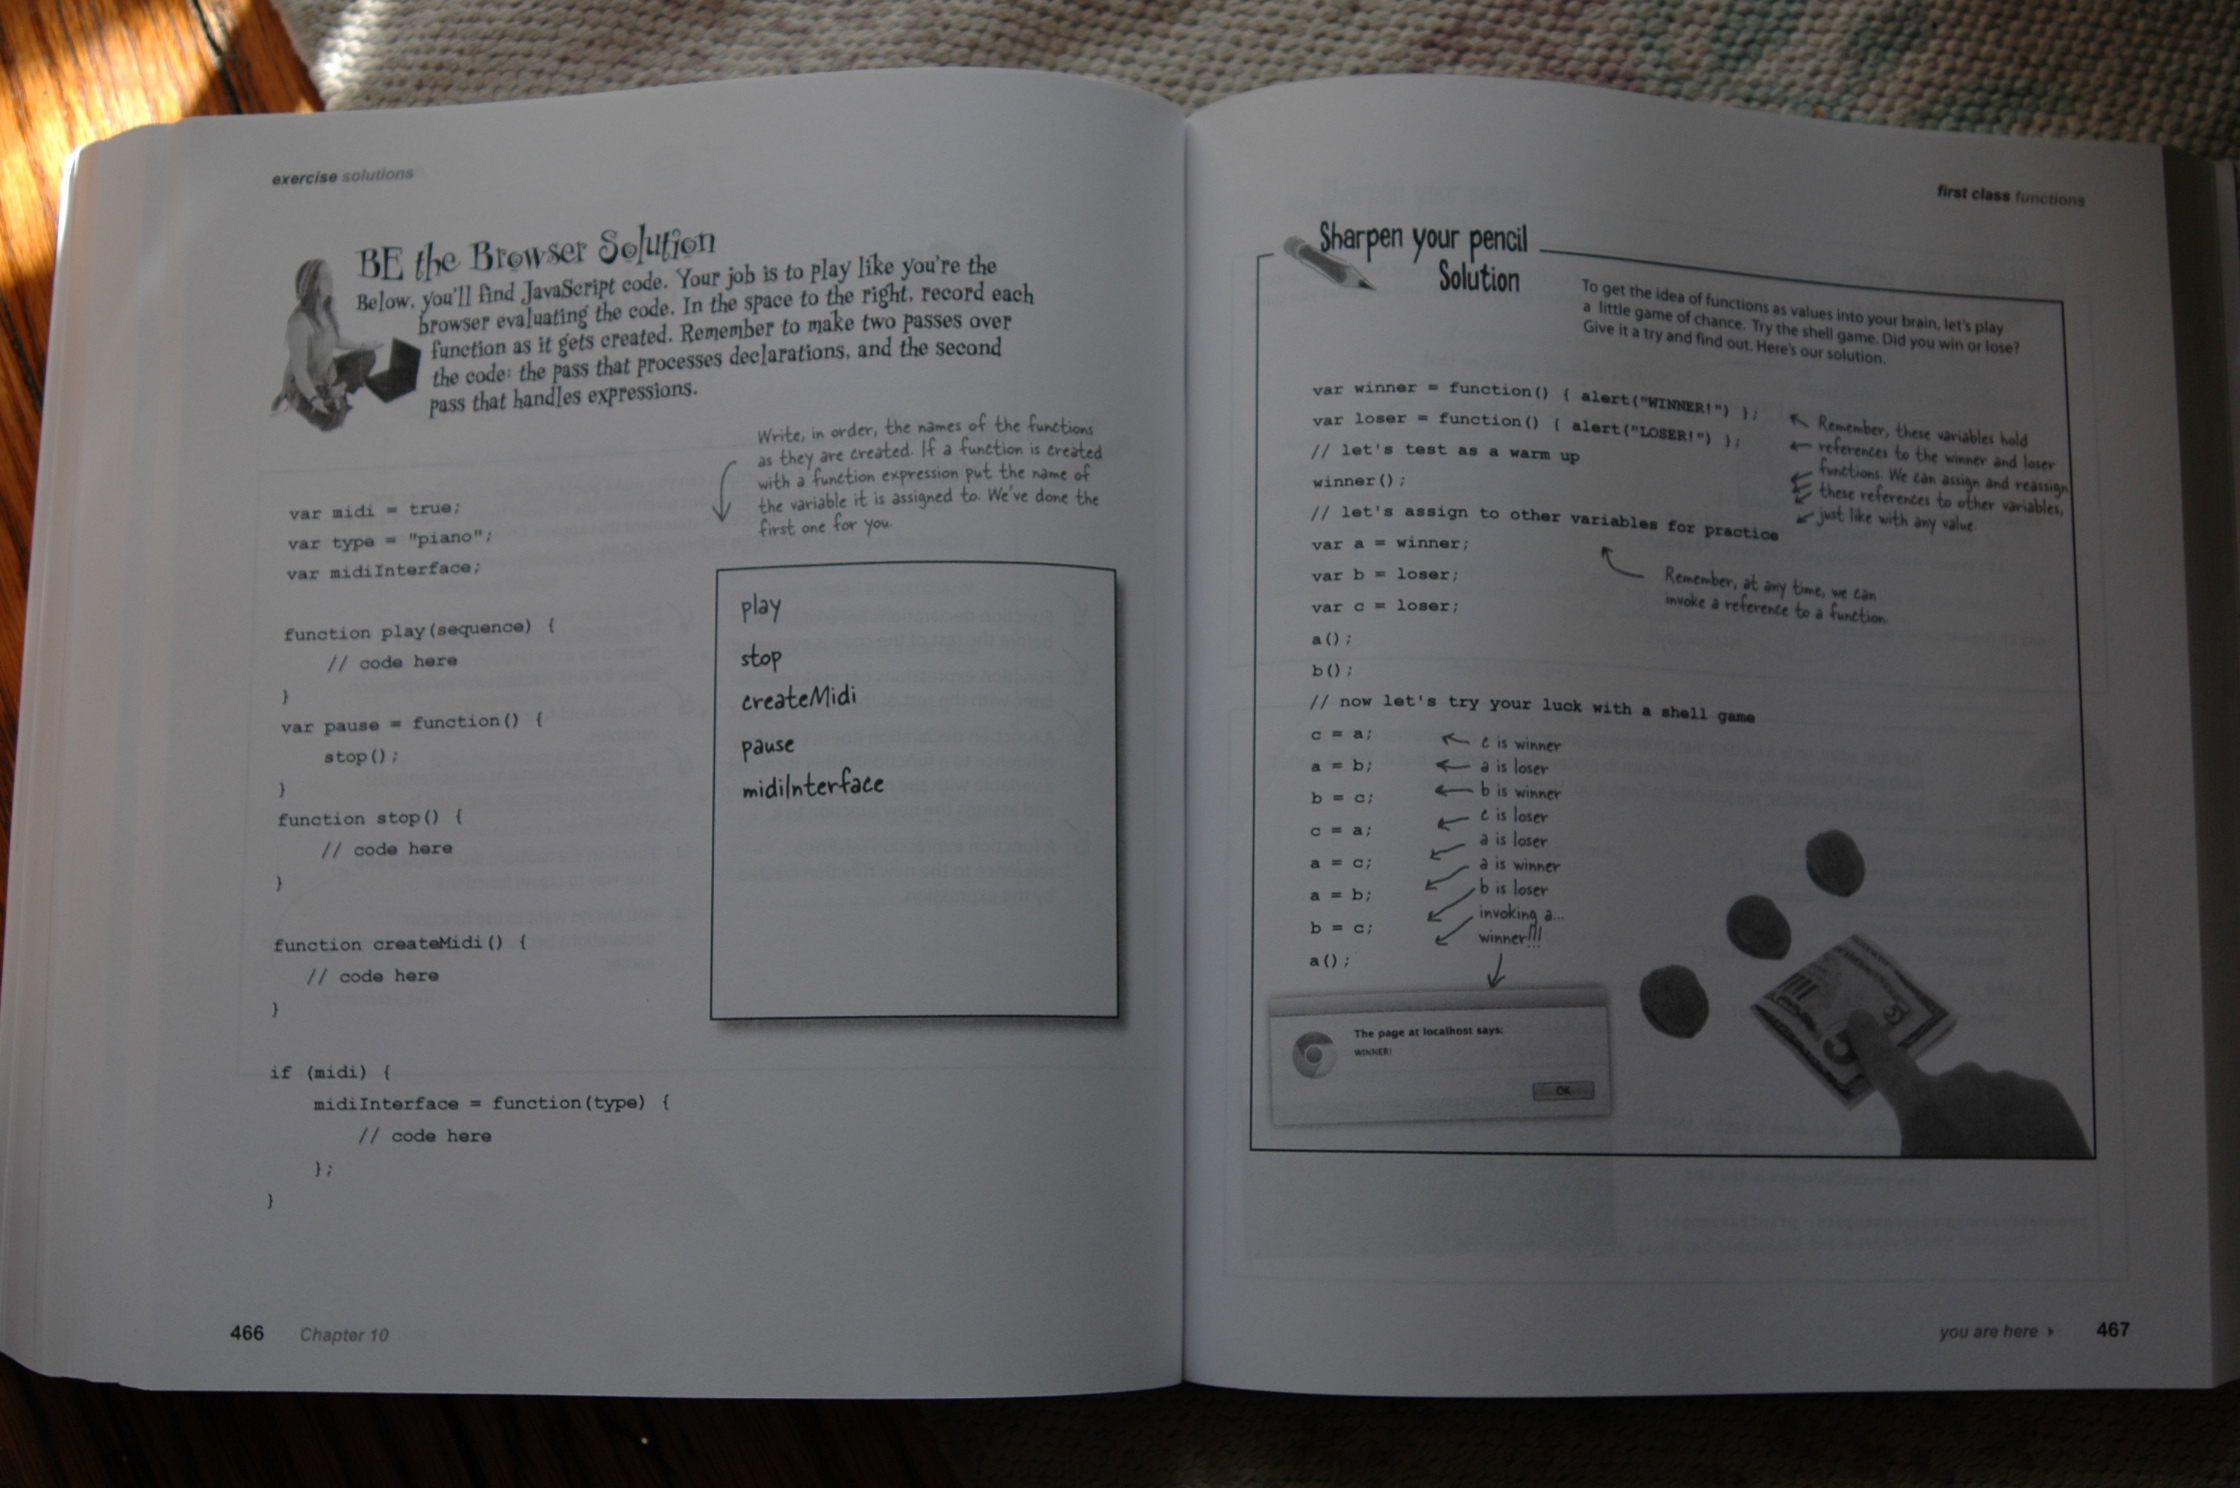 exercise solutions
BE the Browser Solution
Below, you'll find JavaScript code. Your job is to play like you're the
browser evaluating the code. In the space to the right, record each
function as it gets created. Remember to make two passes over
the code: the pass that processes declarations, and the second
pass that handles expressions.
Write, in order, the names of the functions
as they are created. If a function is created
with a function expression put the name of
the variable it is assigned to. We've done the
first one for you.
var midi = true;
var type = "piano";
var midiInterface;
function play(sequence) {
// code here
}
var pause = function() {
stop();
}
function stop() {
// code here
}
function createMidi() {
// code here
}
if (midi) {
midiInterface = function(type) {
// code here
};
}
play
stop
createMidi
pause
midiInterface
466 Chapter 10
first class functions
Sharpen your pencil
Solution
To get the idea of functions as values into your brain, let's play
a little game of chance. Try the shell game. Did you win or lose?
Give it a try and find out. Here's our solution.
var winner = function() { alert("WINNER!") };
var loser = function() { alert("LOSER!") };
// let's test as a warm up
winner();
// let's assign to other variables for practice
var a = winner;
var b = loser;
var c = loser;
a();
b();
Remember, these variables hold
references to the winner and loser
functions. We can assign and reassign
these references to other variables,
just like with any value.
Remember, at any time, we can
invoke a reference to a function.
// now let's try your luck with a shell game
c = a; c is winner
a = b; a is loser
b = c; b is winner
c = a; c is loser
a = c; a is loser
a = b; a is winner
b = c; b is loser
a(); invoking a...
winner!!!
The page at localhost says:
WINNER!
OK
5
you are here ▸ 467